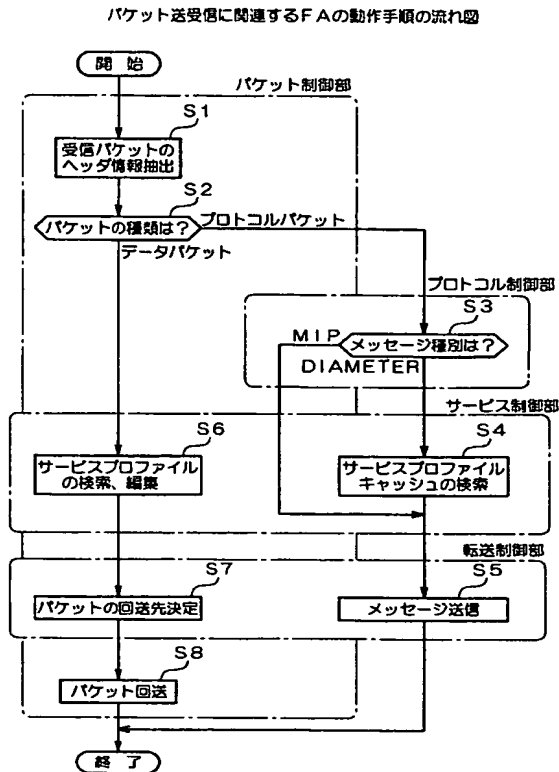 パケット送受信に関連するFAの動作手順の流れ図
開 始
パケット制御部
S1
受信パケットの
ヘッダ情報抽出
S2
パケットの種類は?
プロトコルパケット
データパケット
プロトコル制御部
S3
MIP
メッセージ種別は?
DIAMETER
サービス制御部
S6
サービスプロファイル
の検索、編集
S4
サービスプロファイル
キャッシュの検索
転送制御部
S7
パケットの回送先決定
S5
メッセージ送信
S8
パケット回送
終 了